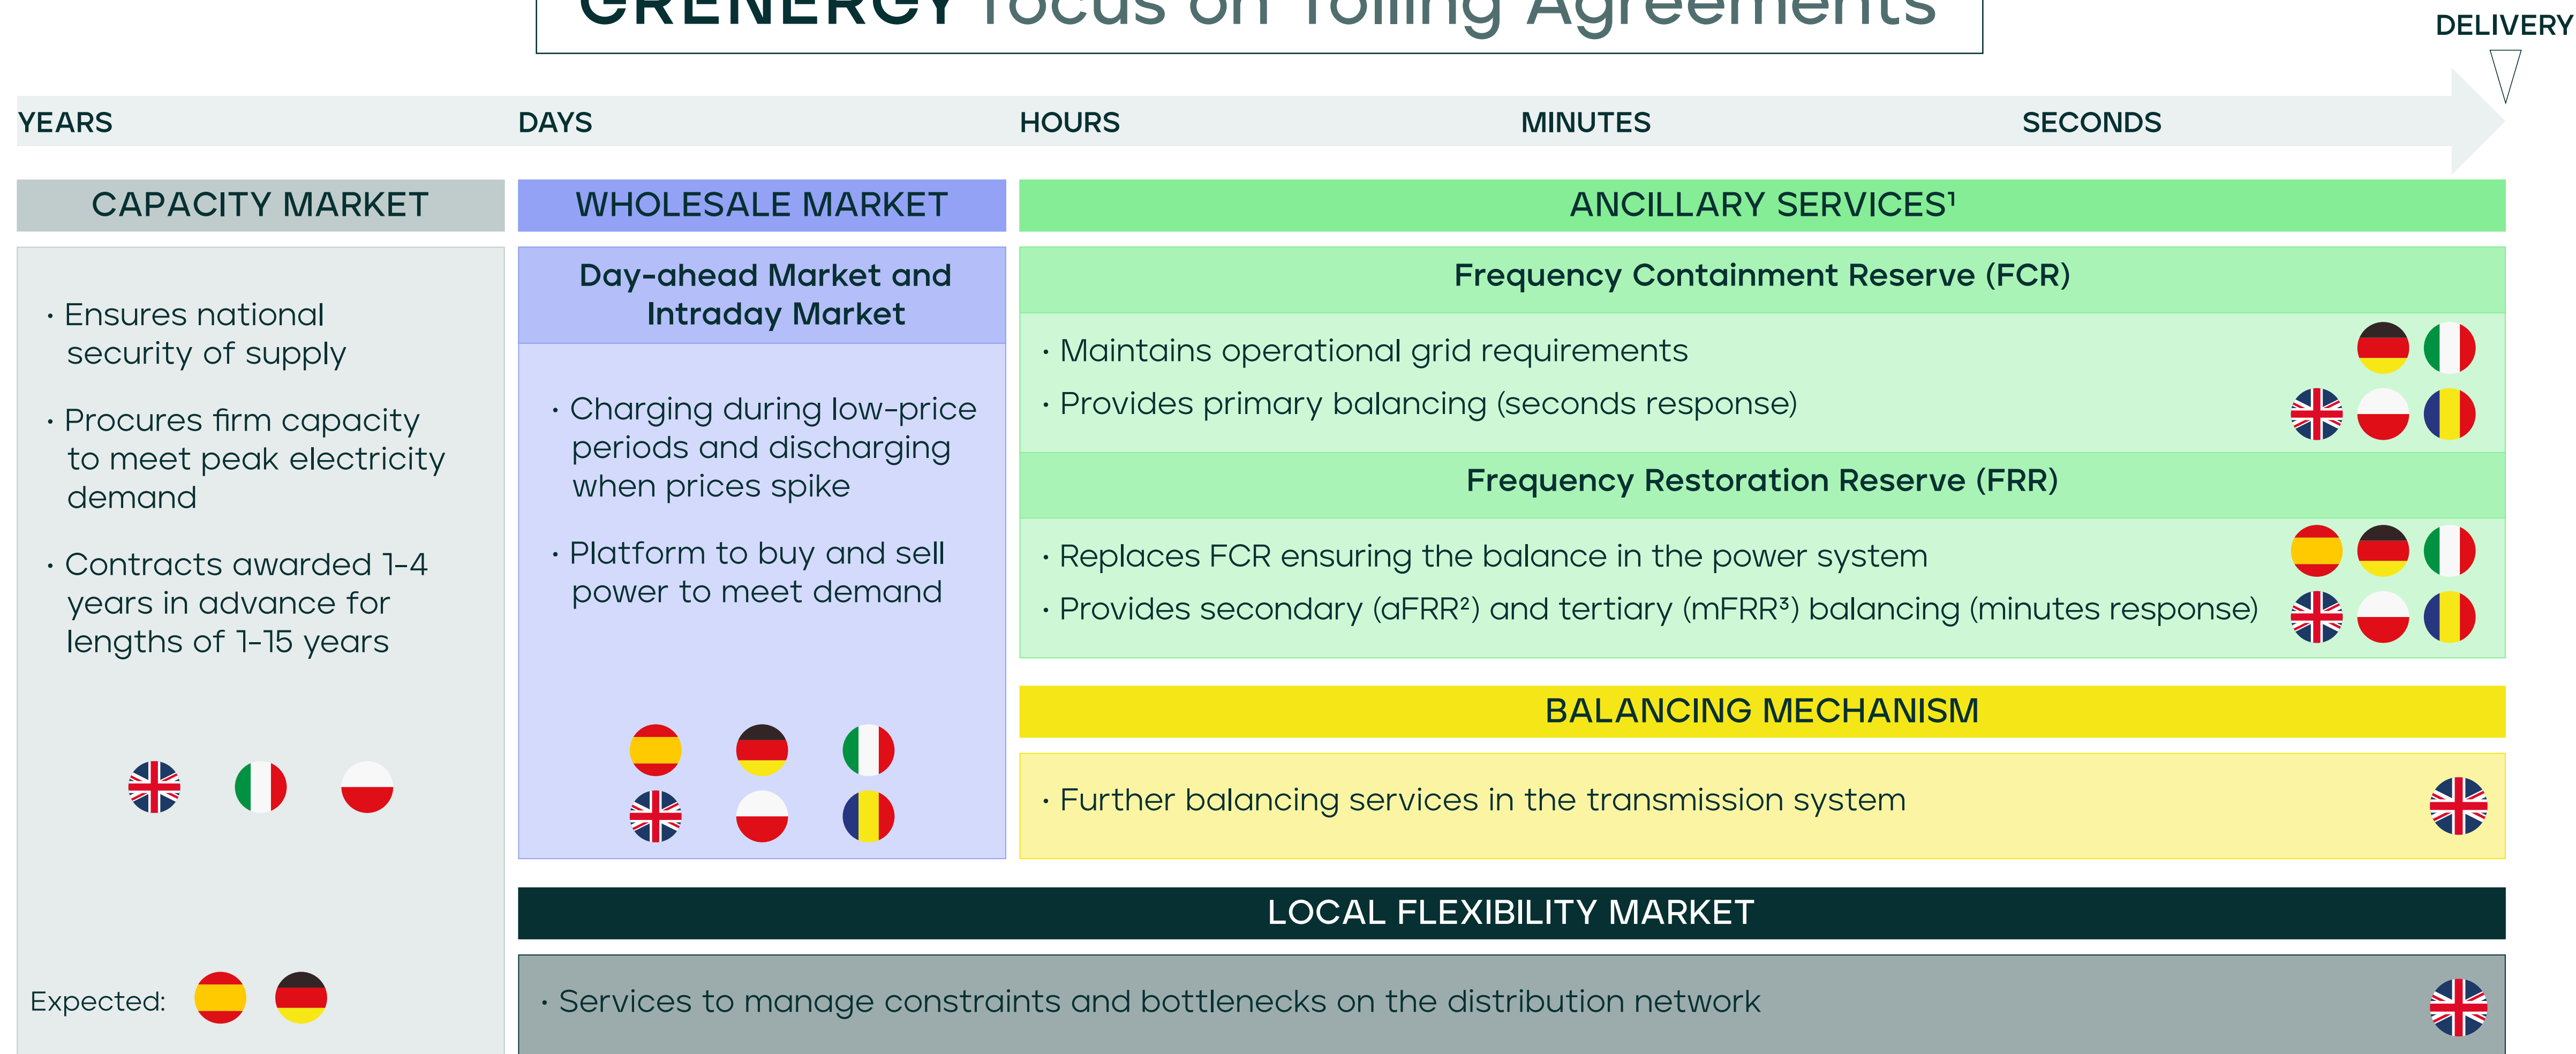 GRENERGY focus on Tolling Agreements
DELIVERY
YEARS
DAYS
HOURS
MINUTES
SECONDS
CAPACITY MARKET
• Ensures national
security of supply
• Procures firm capacity
to meet peak electricity
demand
• Contracts awarded 1-4
years in advance for
lengths of 1-15 years
Expected:
WHOLESALE MARKET
Day-ahead Market and
Intraday Market
• Charging during low-price
periods and discharging
when prices spike
• Platform to buy and sell
power to meet demand
ANCILLARY SERVICES¹
Frequency Containment Reserve (FCR)
• Maintains operational grid requirements
• Provides primary balancing (seconds response)
Frequency Restoration Reserve (FRR)
• Replaces FCR ensuring the balance in the power system
• Provides secondary (aFRR²) and tertiary (mFRR³) balancing (minutes response)
BALANCING MECHANISM
• Further balancing services in the transmission system
LOCAL FLEXIBILITY MARKET
• Services to manage constraints and bottlenecks on the distribution network